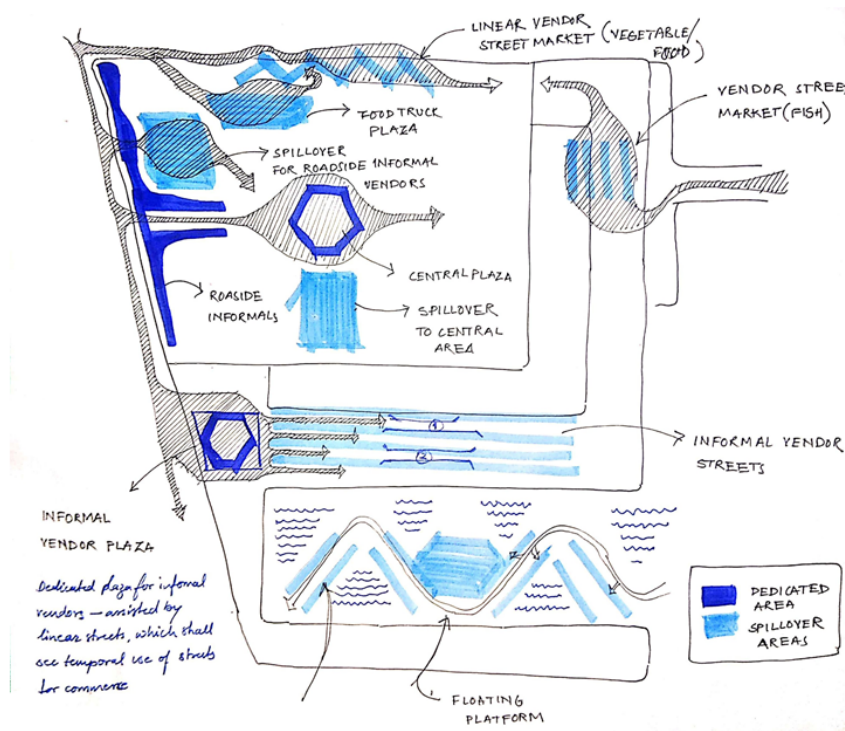 LINEAR VENDOR
STREET MARKET (VEGETABLE/
FOOD)
VENDOR STREET
MARKET (FISH)
FOOD TRUCK
PLAZA
SPILLOVER
FOR ROADSIDE INFORMAL
VENDORS
CENTRAL PLAZA
ROASIDE
INFORMALS
SPILLOVER
TO CENTRAL
AREA
1
2
INFORMAL VENDOR
STREETS
INFORMAL
VENDOR PLAZA
Dedicated plaza for infomal
vendors — assisted by
linear streets, which shall
see temporal use of streets
for commerce
FLOATING
PLATFORM
DEDICATED
AREA
SPILLOVER
AREAS